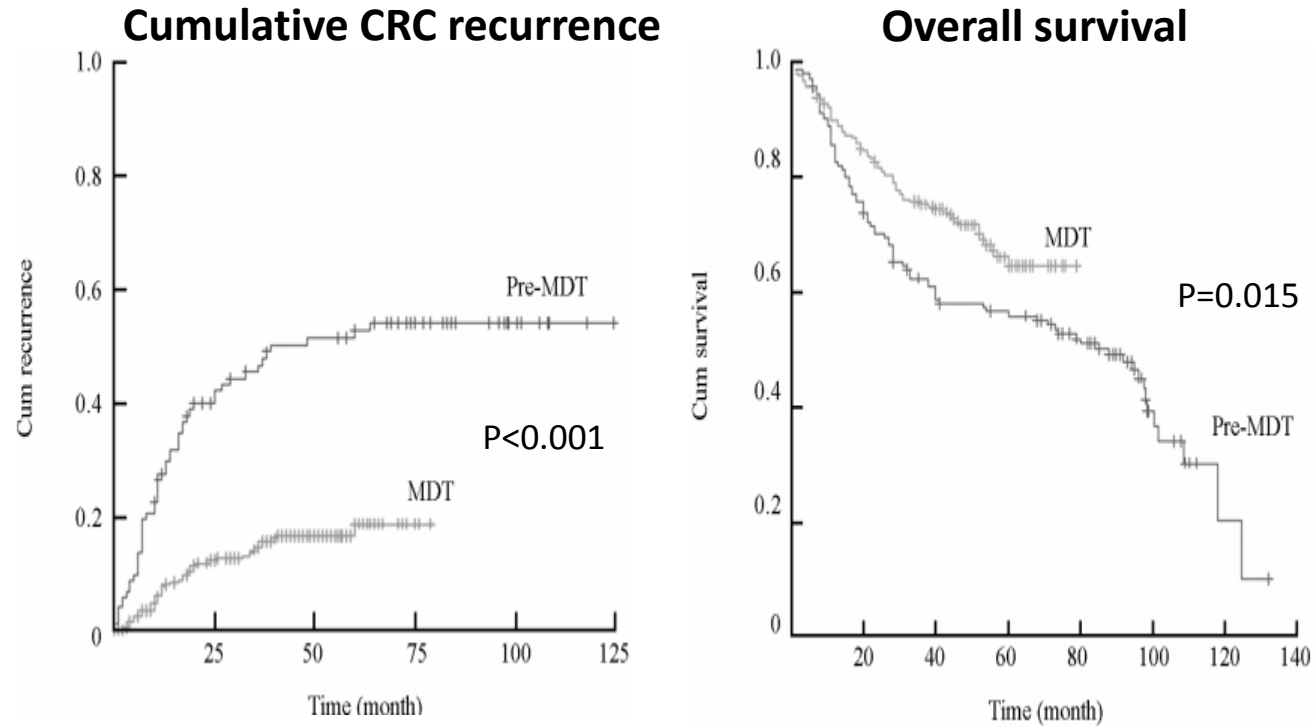 Cumulative CRC recurrence
1.0
0.8
0.6
0.4
0.2
0
Cum recurrence
Pre-MDT
P<0.001
MDT
25
50
75
100
125
Time (month)
Overall survival
1.0
0.8
0.6
0.4
0.2
0
Cum survival
MDT
P=0.015
Pre-MDT
20
40
60
80
100
120
140
Time (month)